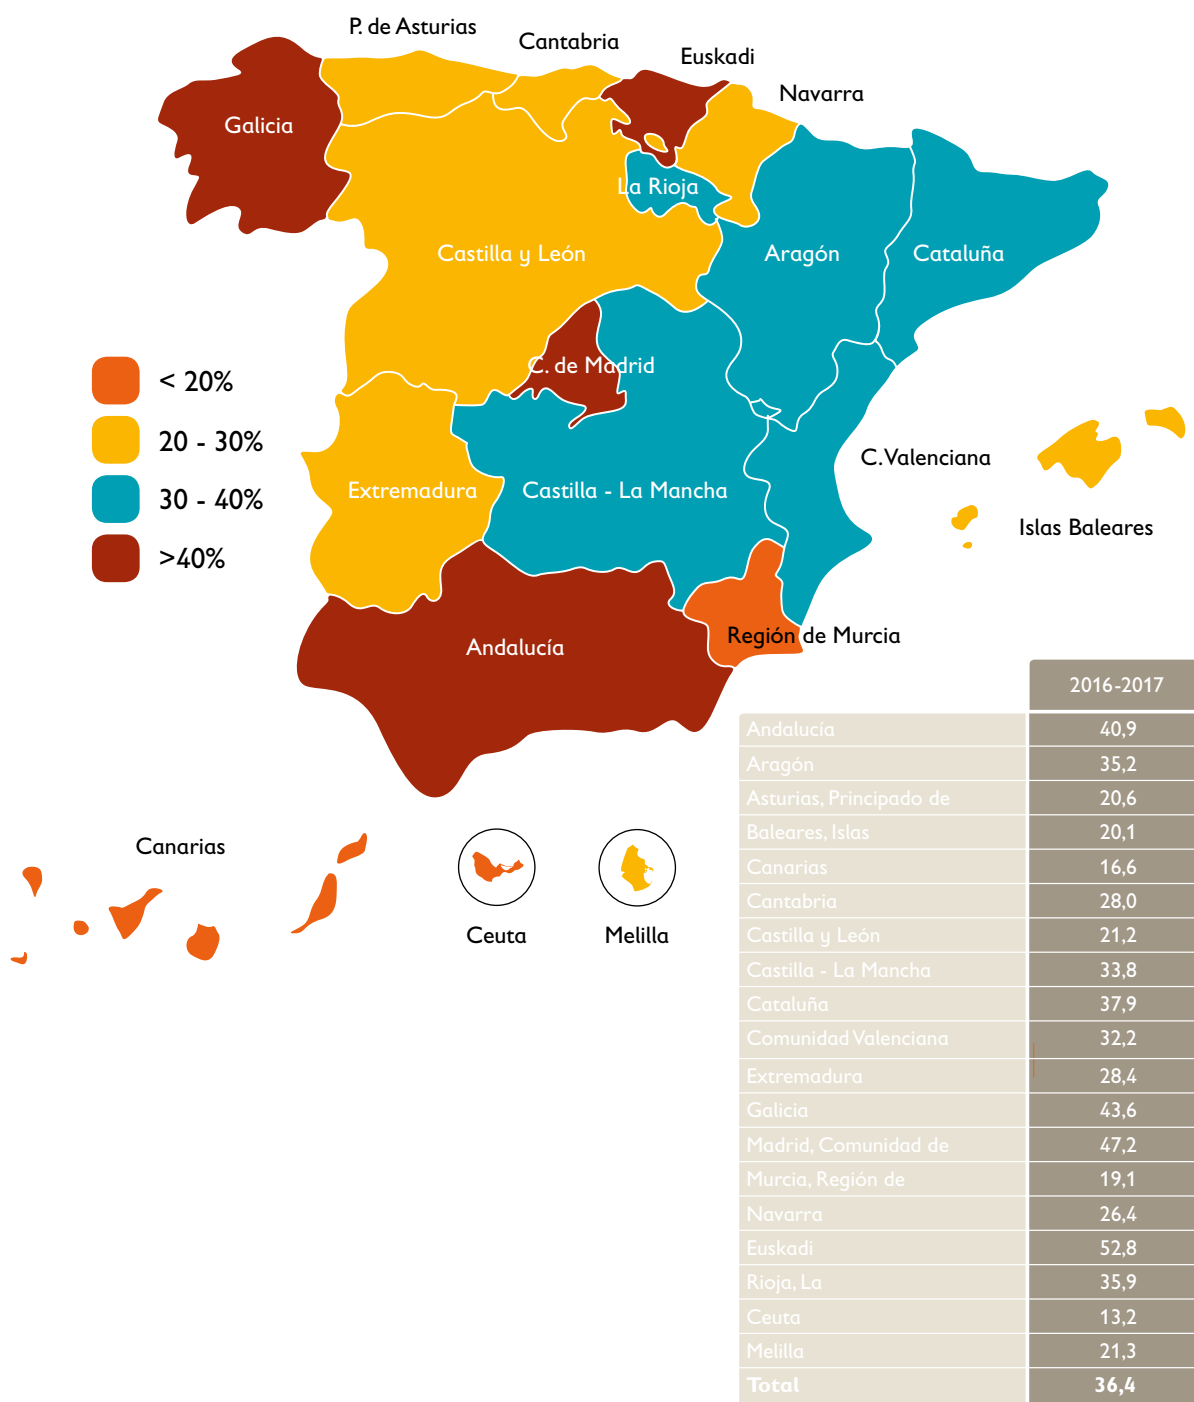 P. de Asturias
Cantabria
Euskadi
Navarra
Galicia
La Rioja
Castilla y León
Aragón
Cataluña
C. de Madrid
< 20%
20 - 30%
30 - 40%
>40%
C. Valenciana
Extremadura
Castilla - La Mancha
Islas Baleares
Región de Murcia
Andalucía
Canarias
Ceuta
Melilla
2016-2017
Andalucía 40,9
Aragón 35,2
Asturias, Principado de 20,6
Baleares, Islas 20,1
Canarias 16,6
Cantabria 28,0
Castilla y León 21,2
Castilla - La Mancha 33,8
Cataluña 37,9
Comunidad Valenciana 32,2
Extremadura 28,4
Galicia 43,6
Madrid, Comunidad de 47,2
Murcia, Región de 19,1
Navarra 26,4
Euskadi 52,8
Rioja, La 35,9
Ceuta 13,2
Melilla 21,3
Total 36,4